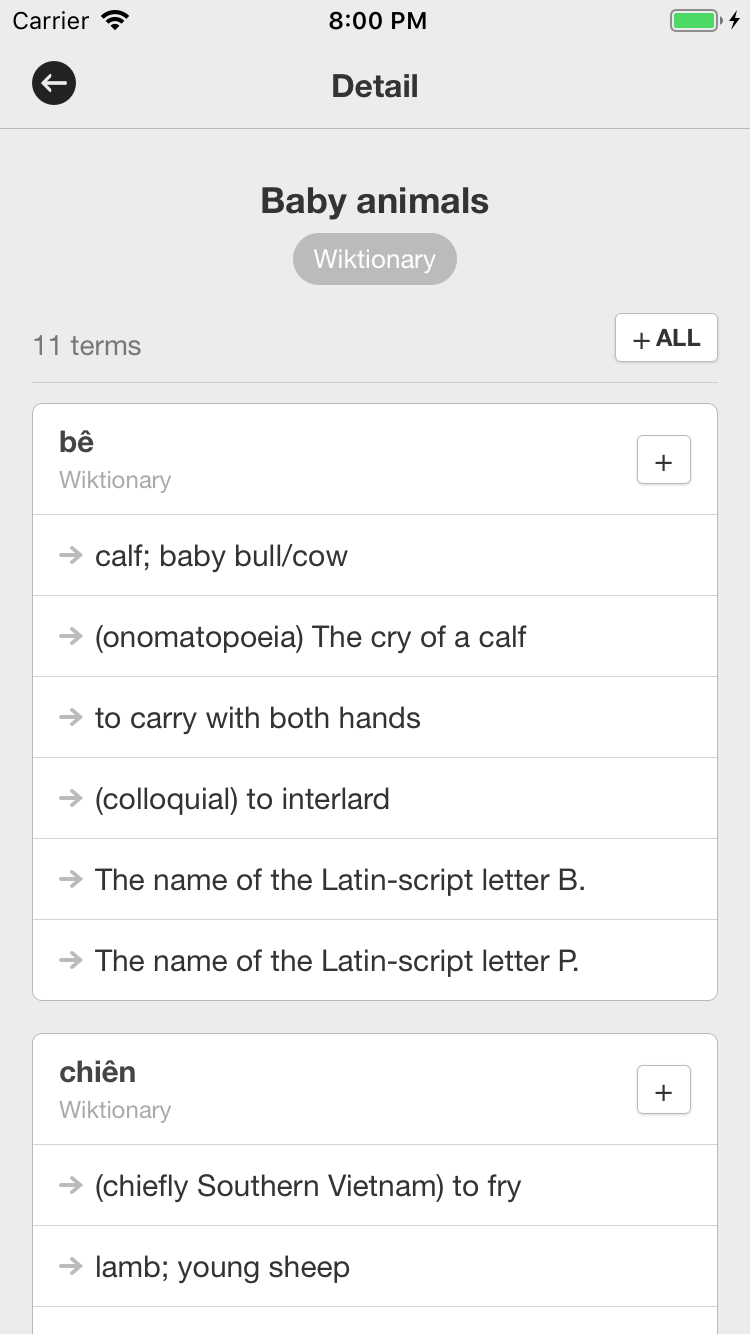 Carrier 8:00 PM
Detail
Baby animals
Wiktionary
11 terms
+ ALL
bê
Wiktionary
+
→ calf; baby bull/cow
→ (onomatopoeia) The cry of a calf
→ to carry with both hands
→ (colloquial) to interlard
→ The name of the Latin-script letter B.
→ The name of the Latin-script letter P.
chiên
Wiktionary
+
→ (chiefly Southern Vietnam) to fry
→ lamb; young sheep